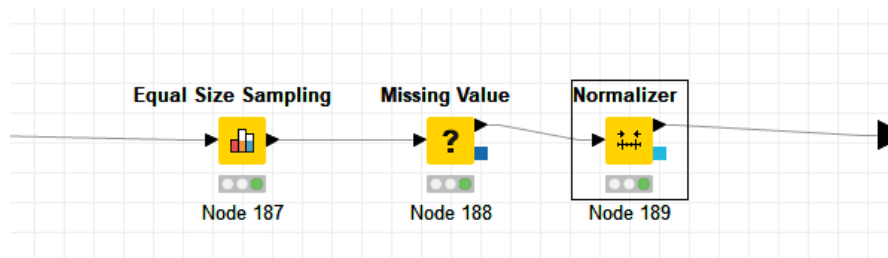 Equal Size Sampling
Missing Value
Normalizer
?
Node 187
Node 188
Node 189